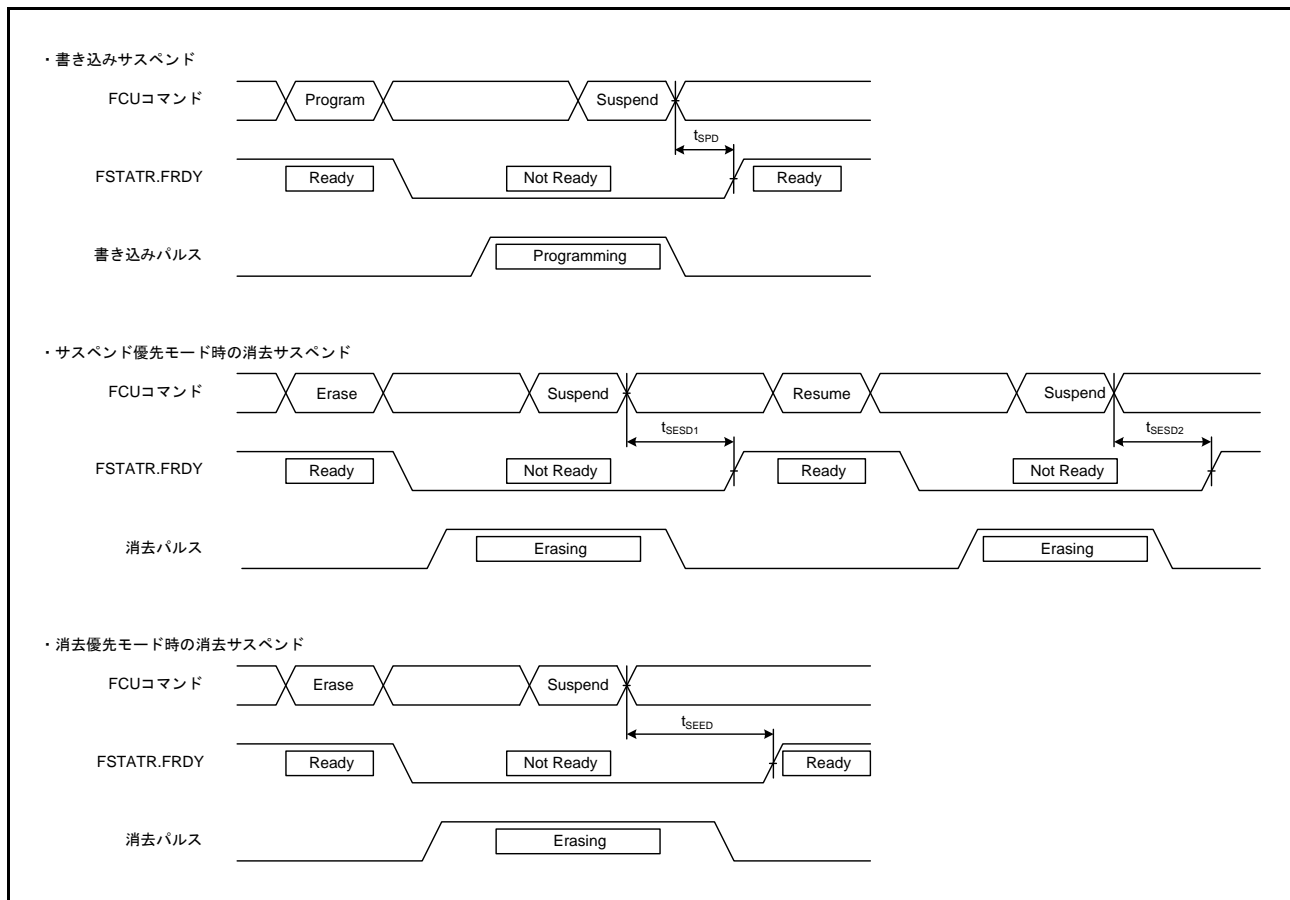 ・書き込みサスペンド
FCUコマンド Program Suspend
tSPD
FSTATR.FRDY Ready Not Ready Ready
書き込みパルス Programming
・サスペンド優先モード時の消去サスペンド
FCUコマンド Erase Suspend Resume Suspend
tSESD1 tSESD2
FSTATR.FRDY Ready Not Ready Ready Not Ready
消去パルス Erasing Erasing
・消去優先モード時の消去サスペンド
FCUコマンド Erase Suspend
tSEED
FSTATR.FRDY Ready Not Ready Ready
消去パルス Erasing